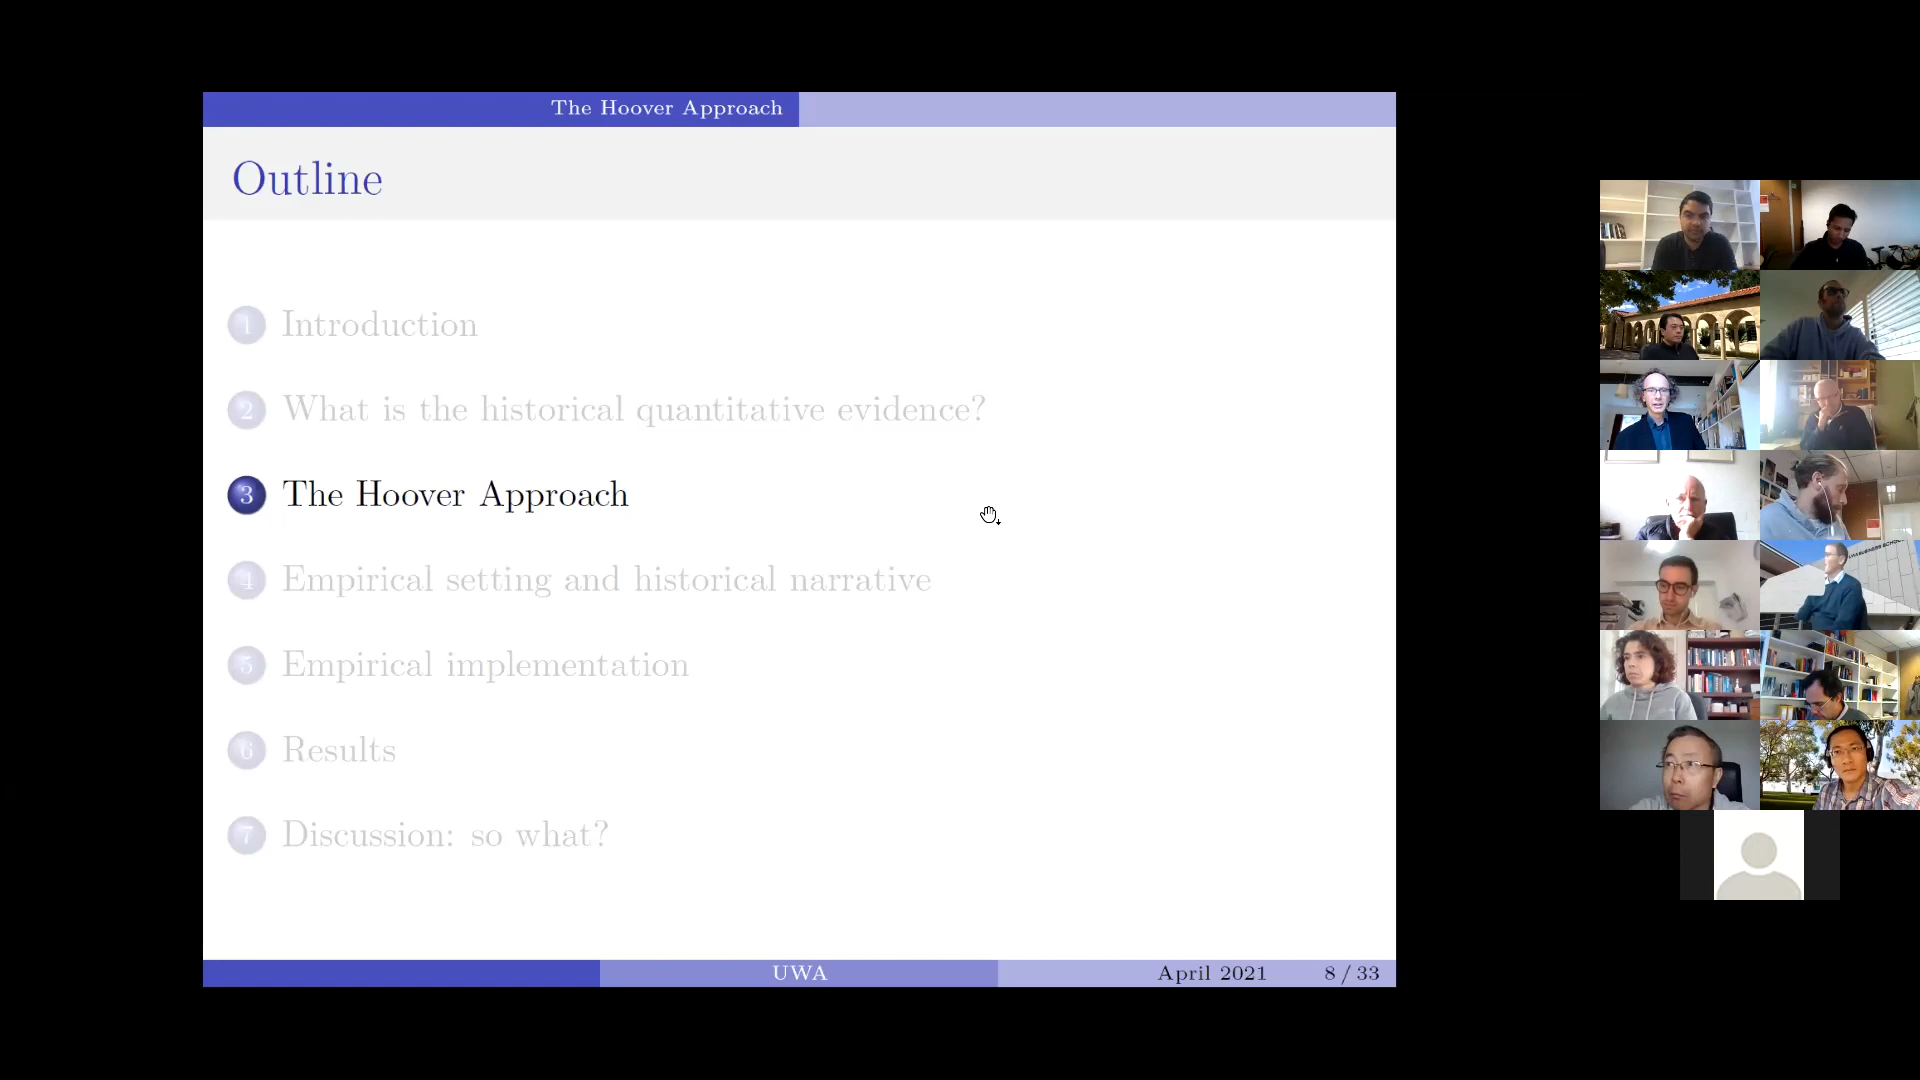 The Hoover Approach
Outline
1 Introduction
2 What is the historical quantitative evidence?
3 The Hoover Approach
4 Empirical setting and historical narrative
5 Empirical implementation
6 Results
7 Discussion: so what?
UWA April 2021 8 / 33